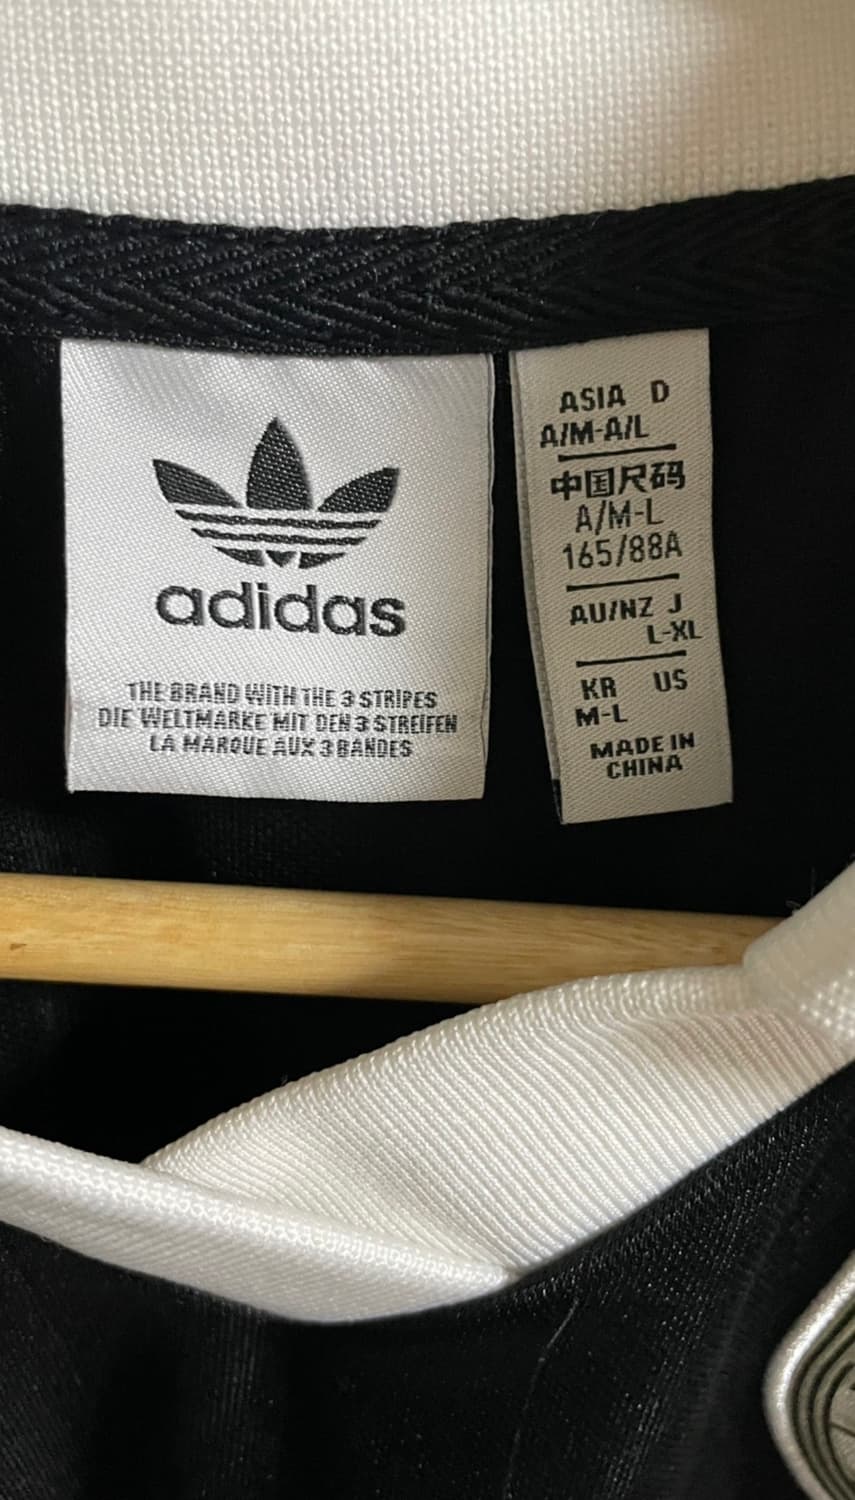 adidas
THE BRAND WITH THE 3 STRIPES
DIE WELTMARKE MIT DEN 3 STREIFEN
LA MARQUE AUX 3 BANDES
ASIA D
A/M-A/L
中国尺码
A/M-L
165/88A
AU/NZ J
L-XL
KR US
M-L
MADE IN
CHINA